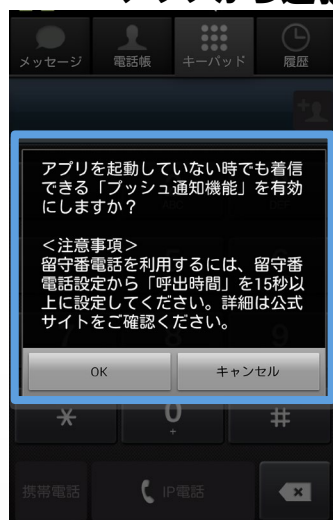 メッセージ
電話帳
キーパッド
履歴
アプリを起動していない時でも着信
できる「プッシュ通知機能」を有効
にしますか？
＜注意事項＞
留守番電話を利用するには、留守番
電話設定から「呼出時間」を15秒以
上に設定してください。詳細は公式
サイトをご確認ください。
OK
キャンセル
7
9
*
0
+
#
携帯電話
IP電話